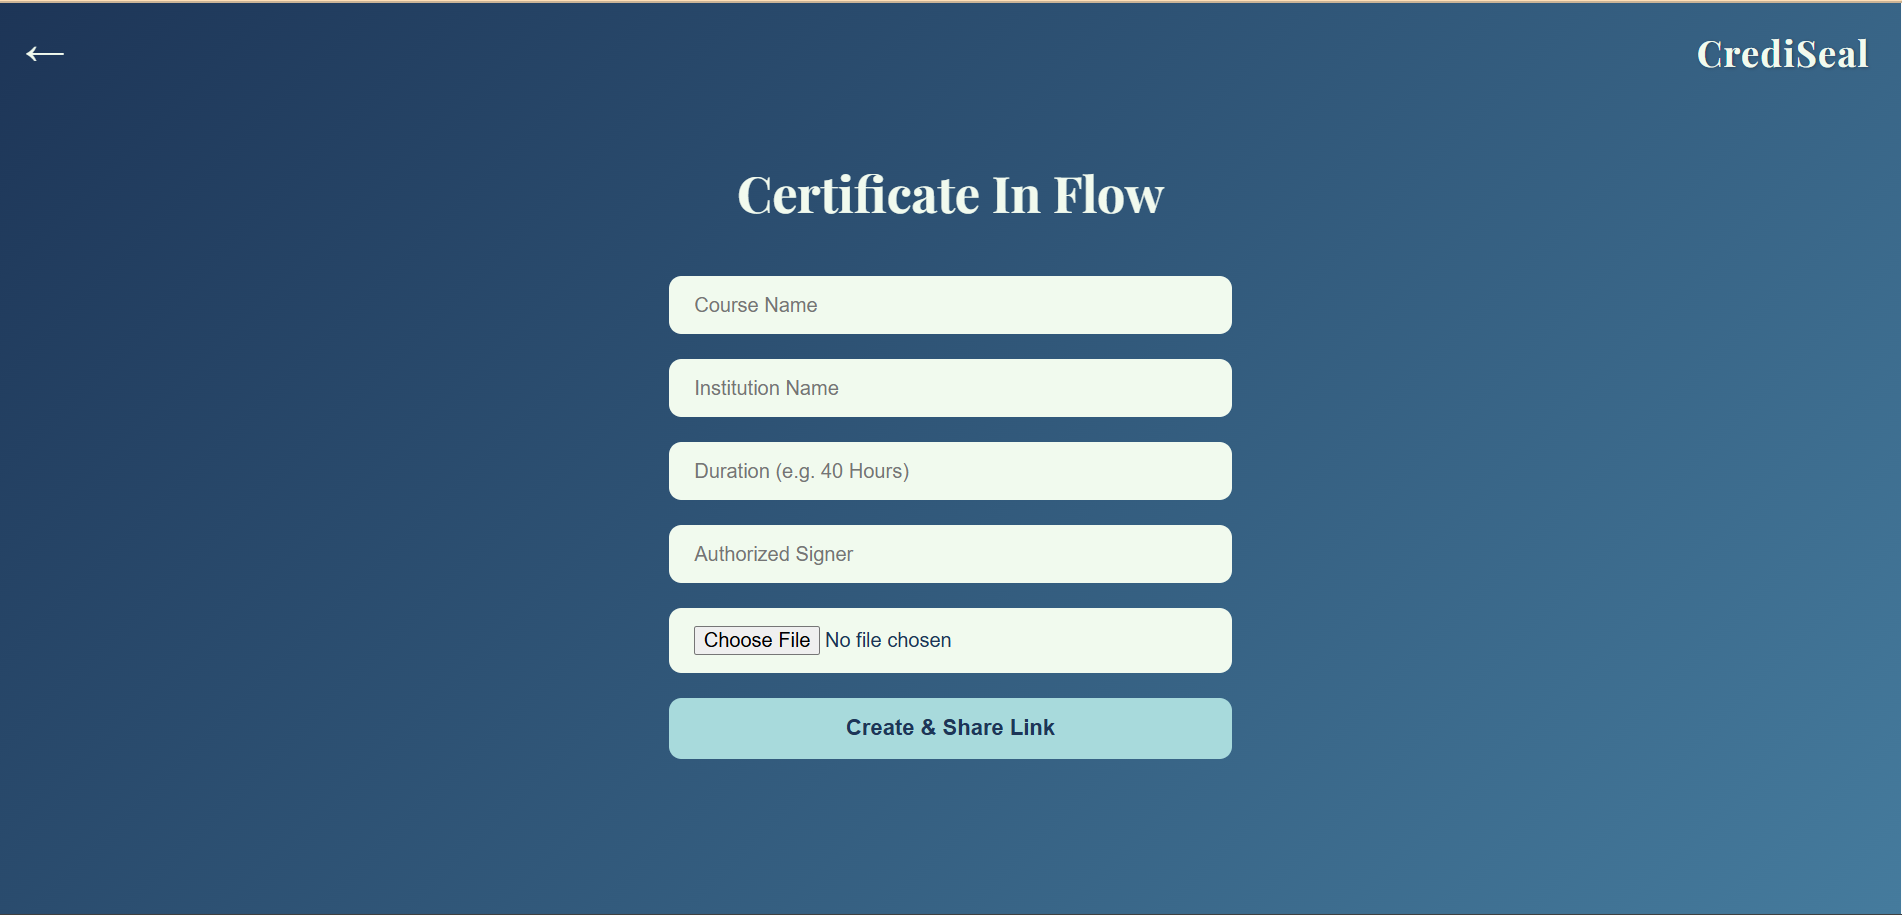 ←
CrediSeal
Certificate In Flow
Course Name
Institution Name
Duration (e.g. 40 Hours)
Authorized Signer
Choose File No file chosen
Create & Share Link